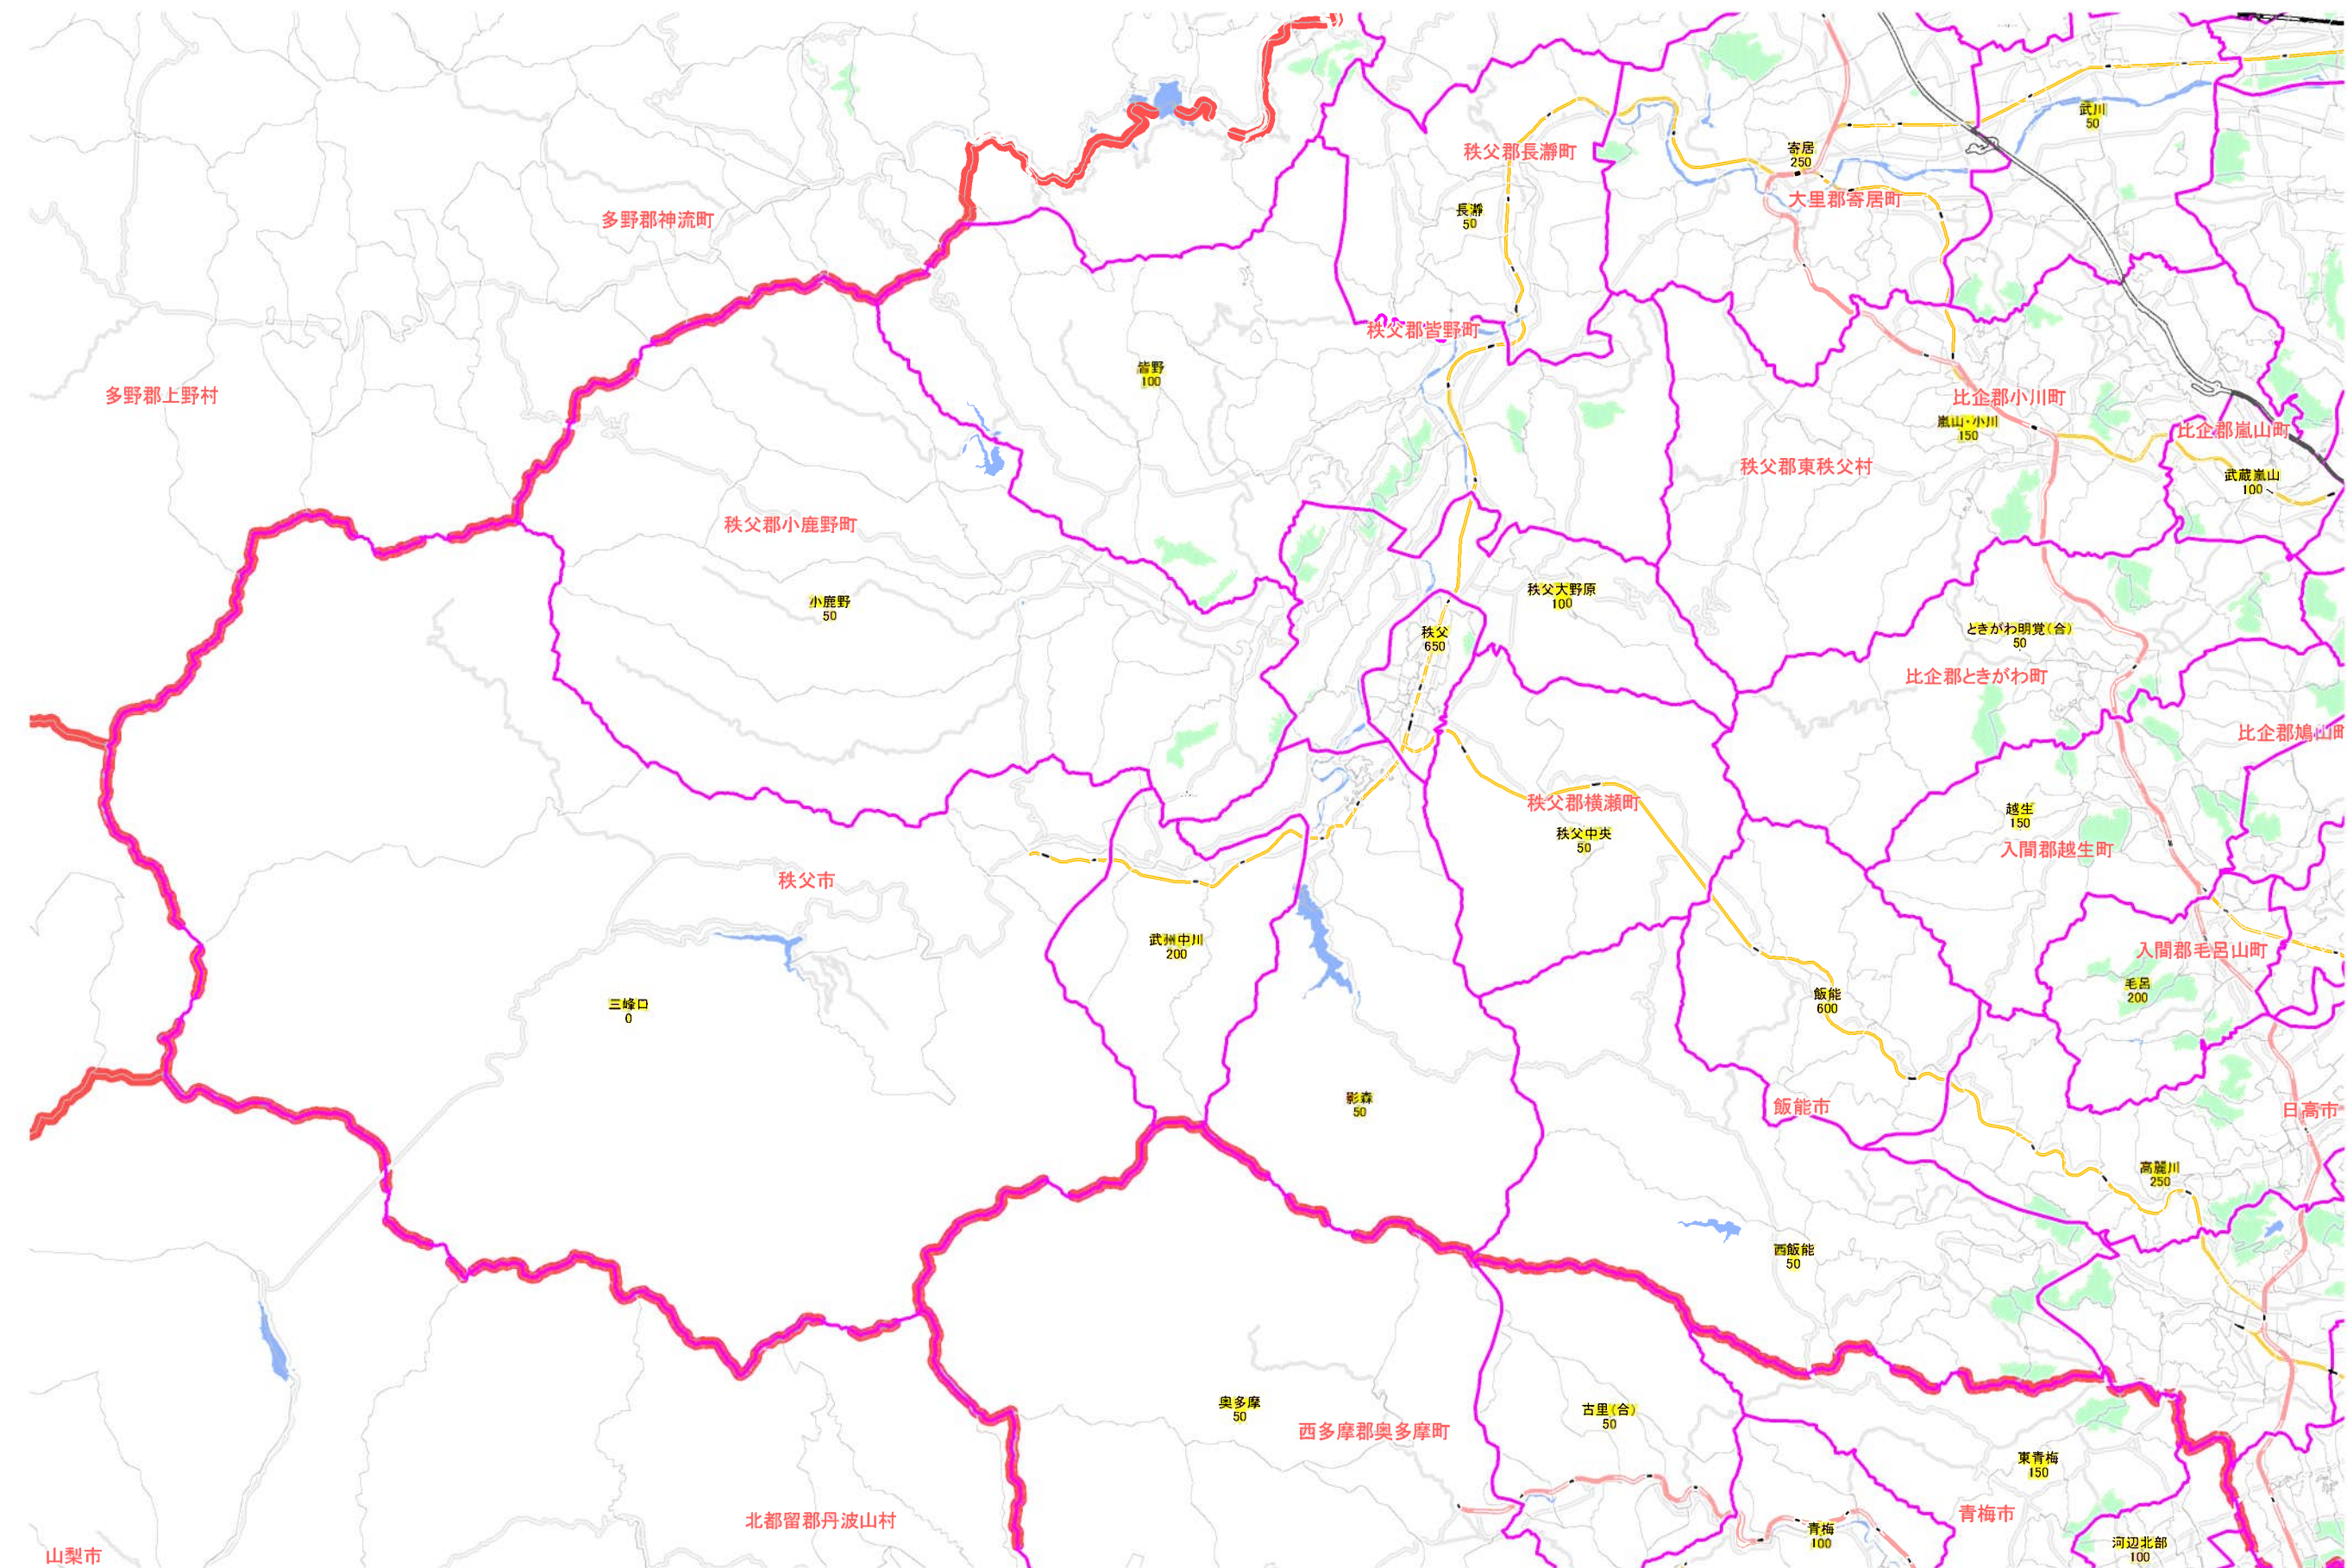 武川
50
寄居
250
秩父郡長瀞町
大里郡寄居町
長瀞
50
多野郡神流町
秩父郡皆野町
皆野
100
多野郡上野村
比企郡小川町
嵐山・小川
150
比企郡嵐山町
秩父郡東秩父村
武蔵嵐山
100
秩父郡小鹿野町
小鹿野
50
秩父大野原
100
秩父
650
ときがわ明覚(合)
50
比企郡ときがわ町
比企郡鳩山町
秩父郡横瀬町
秩父中央
50
越生
150
入間郡越生町
秩父市
武州中川
200
入間郡毛呂山町
毛呂
200
三峰口
0
飯能
600
影森
50
飯能市
日高市
高麗川
250
西飯能
50
奥多摩
50
西多摩郡奥多摩町
古里(合)
50
東青梅
150
北都留郡丹波山村
青梅市
青梅
100
河辺北部
100
山梨市